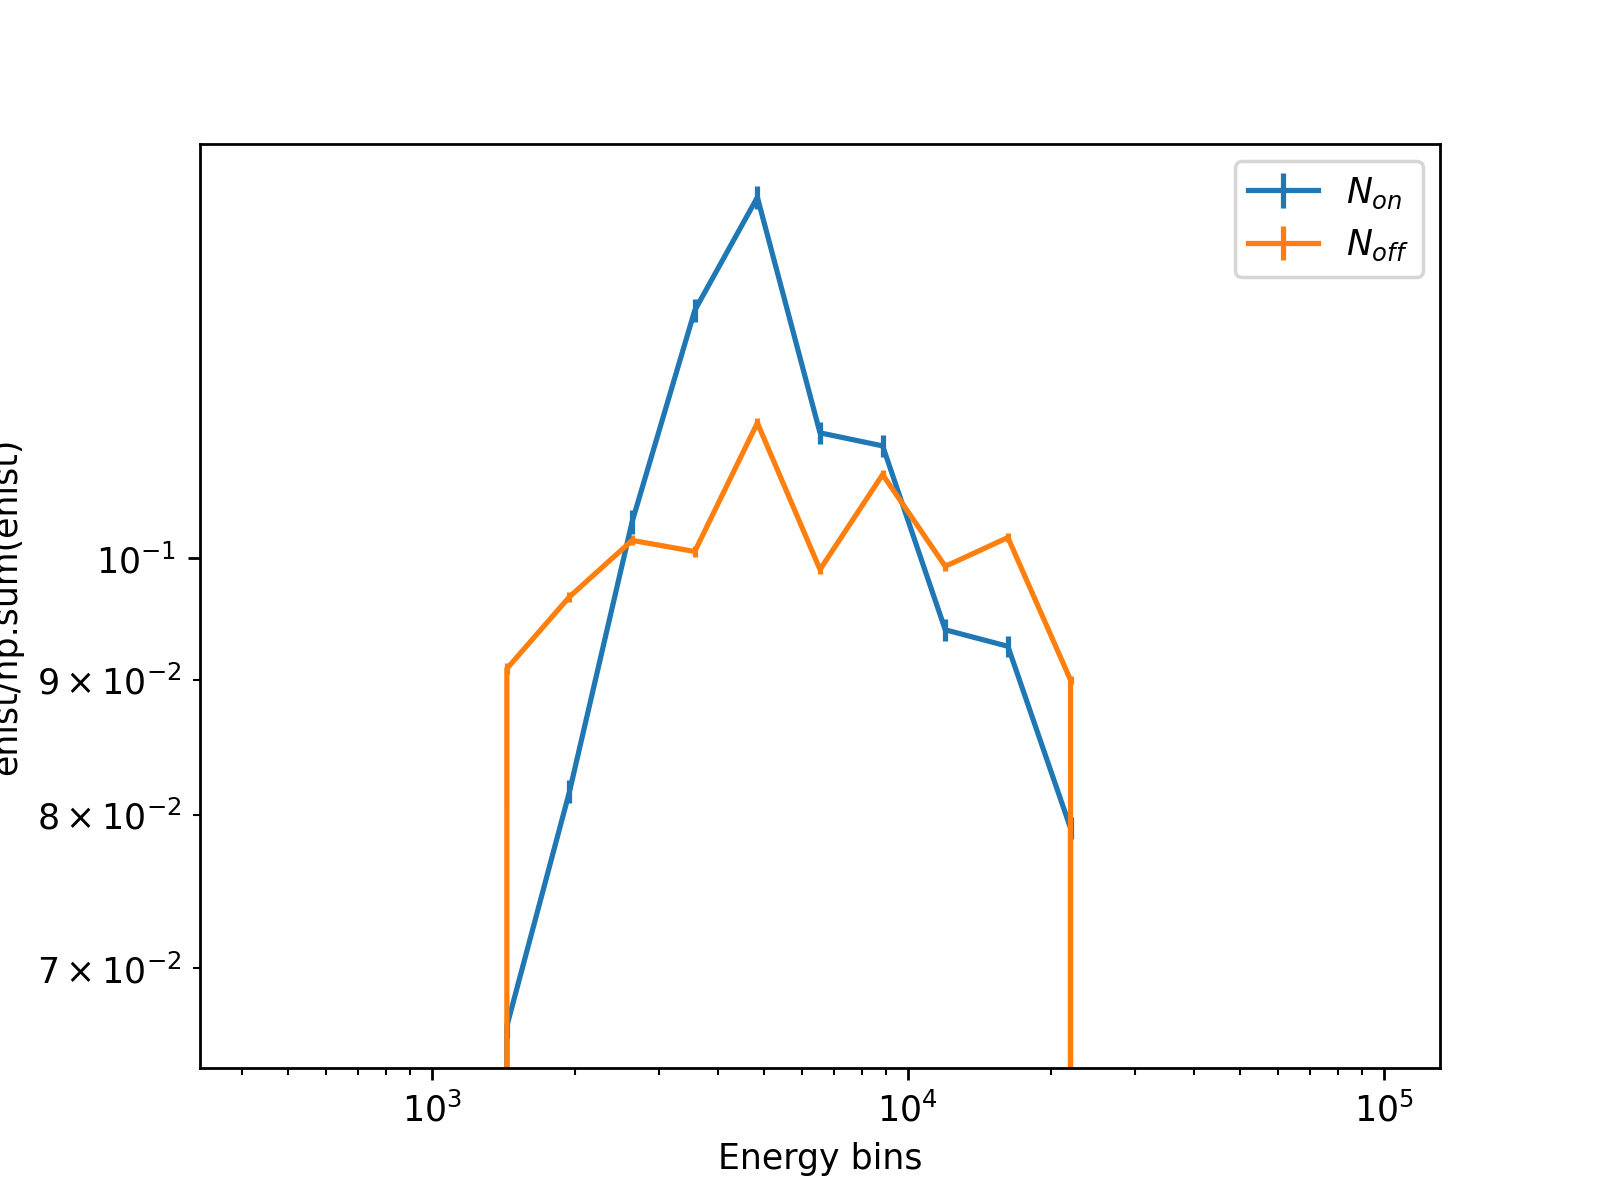 N_on
N_off
10^-1
9 × 10^-2
8 × 10^-2
7 × 10^-2
ehist/np.sum(ehist)
10^3
10^4
10^5
Energy bins